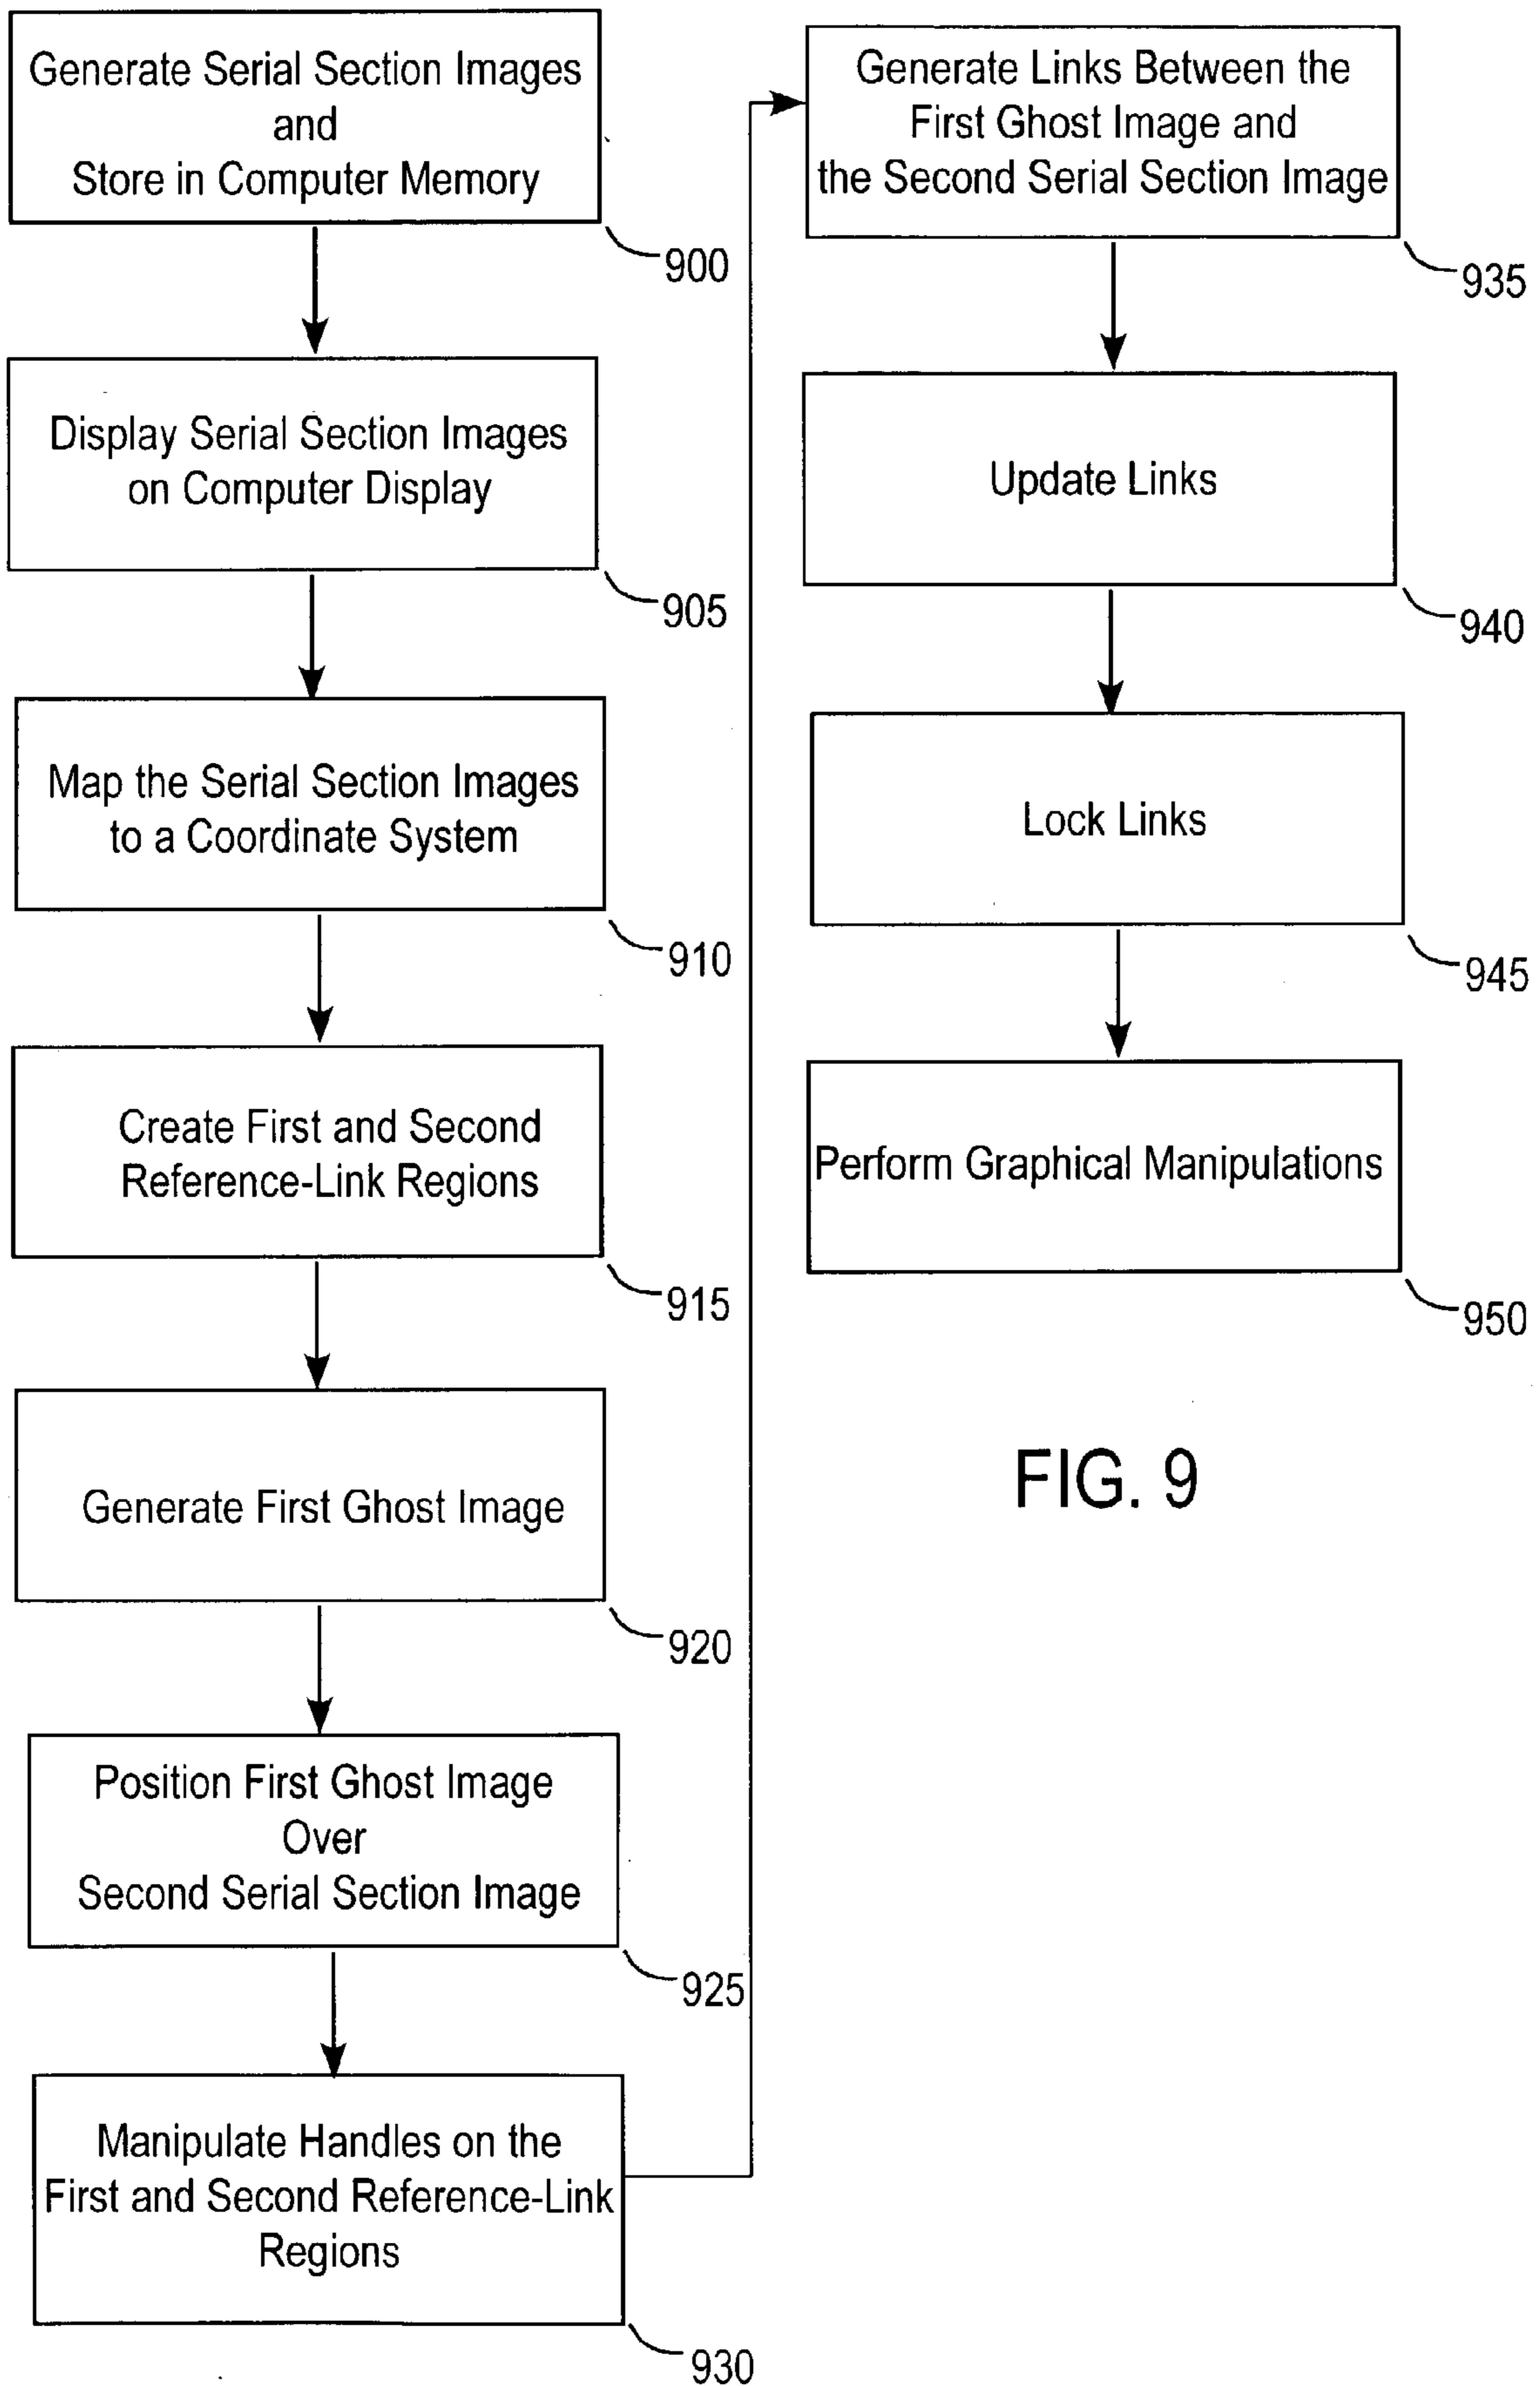 Generate Serial Section Images
and
Store in Computer Memory
900
Display Serial Section Images
on Computer Display
905
Map the Serial Section Images
to a Coordinate System
910
Create First and Second
Reference-Link Regions
915
Generate First Ghost Image
920
Position First Ghost Image
Over
Second Serial Section Image
925
Manipulate Handles on the
First and Second Reference-Link
Regions
930
Generate Links Between the
First Ghost Image and
the Second Serial Section Image
935
Update Links
940
Lock Links
945
Perform Graphical Manipulations
950
FIG. 9